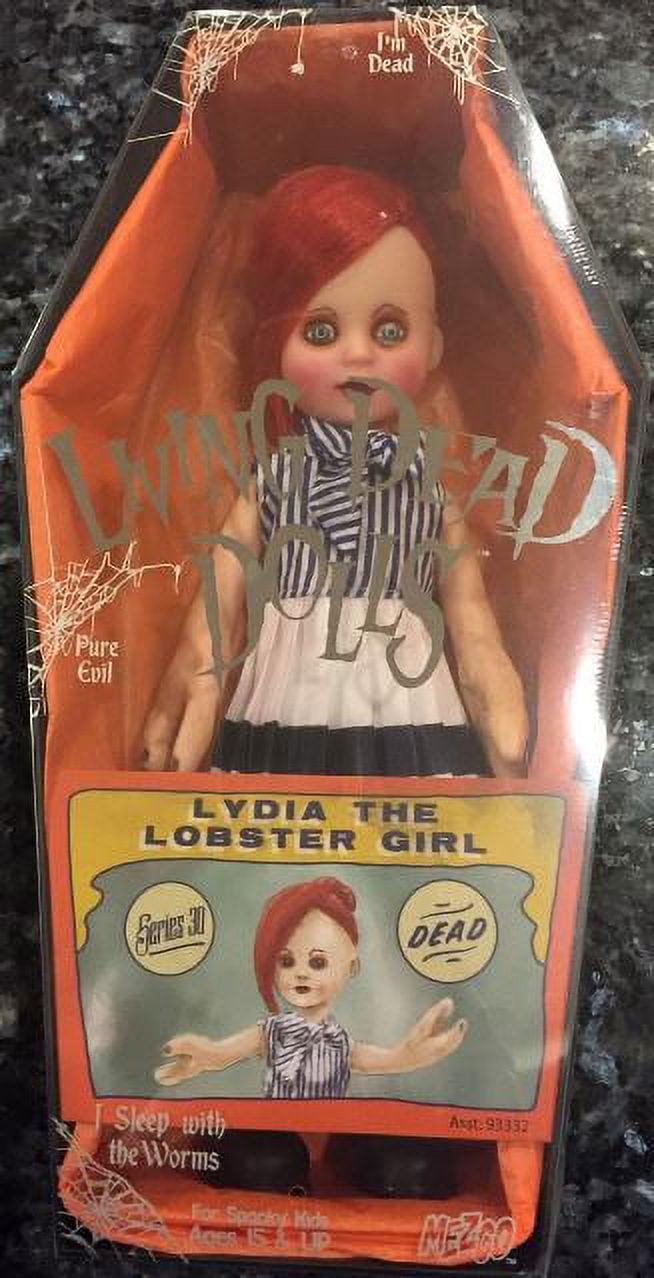 I'm
Dead
LIVING DEAD
DOLLS
Pure
Evil
LYDIA THE
LOBSTER GIRL
Series 30
DEAD
I Sleep with
the Worms
Asst. 93332
For Spooky Kids
Ages 15 & UP
MEZCO